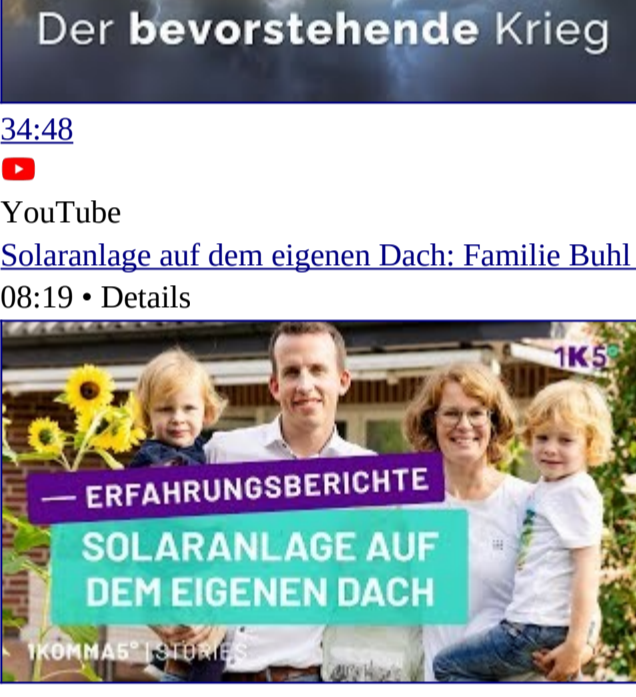 Der bevorstehende Krieg
34:48
YouTube
Solaranlage auf dem eigenen Dach: Familie Buhl
08:19 • Details
1K5°
— ERFAHRUNGSBERICHTE
SOLARANLAGE AUF
DEM EIGENEN DACH
1KOMMA5° | STORIES